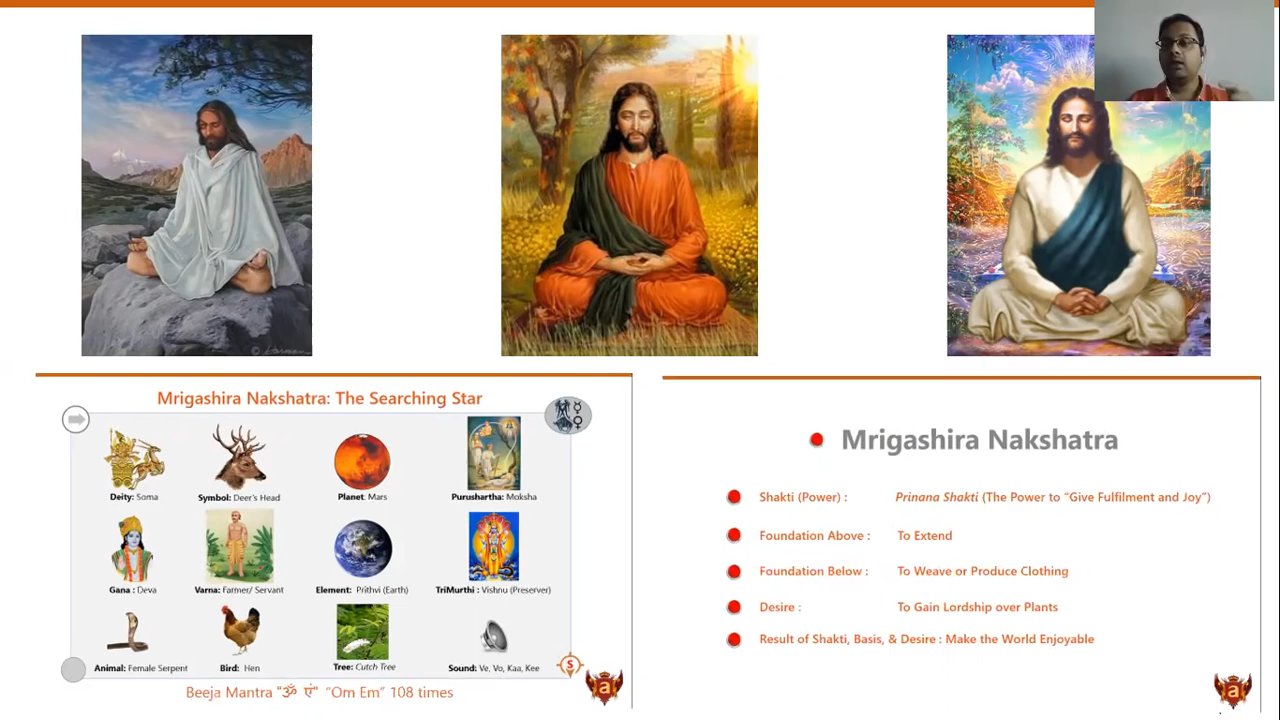 Mrigashira Nakshatra: The Searching Star
Deity: Soma
Symbol: Deer's Head
Planet: Mars
Purushartha: Moksha
Gana : Deva
Varna: Farmer/ Servant
Element: Prithvi (Earth)
TriMurthi : Vishnu (Preserver)
Animal: Female Serpent
Bird: Hen
Tree: Cutch Tree
Sound: Ve, Vo, Kaa, Kee
S
Beeja Mantra "ॐ एं" "Om Em" 108 times
a
Mrigashira Nakshatra
Shakti (Power) : Prinana Shakti (The Power to “Give Fulfilment and Joy”)
Foundation Above : To Extend
Foundation Below : To Weave or Produce Clothing
Desire : To Gain Lordship over Plants
Result of Shakti, Basis, & Desire : Make the World Enjoyable
a